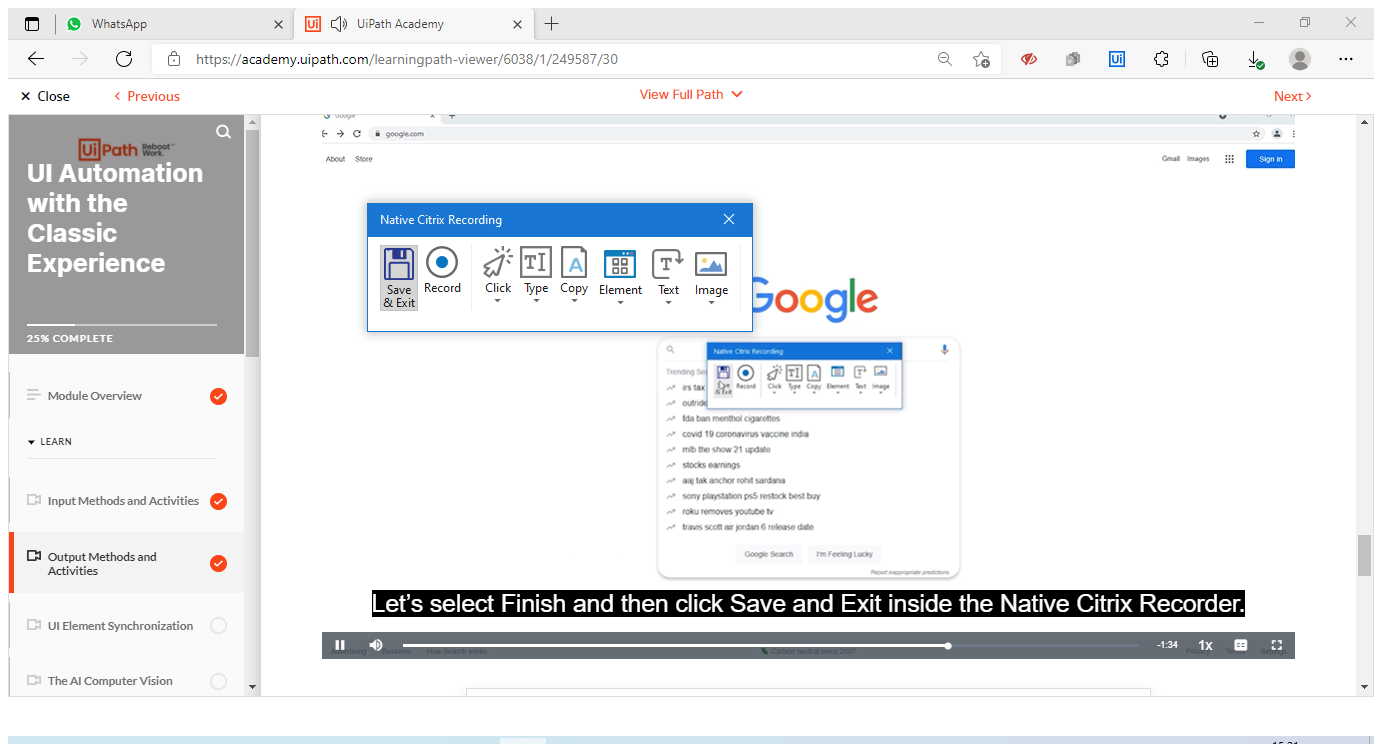 WhatsApp
Ui
UiPath Academy
https://academy.uipath.com/learningpath-viewer/6038/1/249587/30
Ui
Close
Previous
View Full Path
Next
UiPath Reboot Work.
UI Automation
with the
Classic
Experience
25% COMPLETE
Module Overview
LEARN
Input Methods and Activities
Output Methods and
Activities
UI Element Synchronization
The AI Computer Vision
Google
google.com
About Store
Gmail Images
Sign in
Native Citrix Recording
Save
& Exit
Record
Click
Type
Copy
Element
Text
Image
Google
Native Citrix Recording
Record
Click
Type
Copy
Element
Text
Image
& Exit
Trending
irs tax
outride
fda ban menthol cigarettes
covid 19 coronavirus vaccine india
mlb the show 21 update
stocks earnings
aaj tak anchor rohit sardana
sony playstation ps5 restock best buy
roku removes youtube tv
travis scott air jordan 6 release date
Google Search
I'm Feeling Lucky
Report inappropriate predictions
Let's select Finish and then click Save and Exit inside the Native Citrix Recorder.
-1:34
1x
CC
Advertising Business How Search works
Carbon neutral since 2007
Privacy Terms Settings